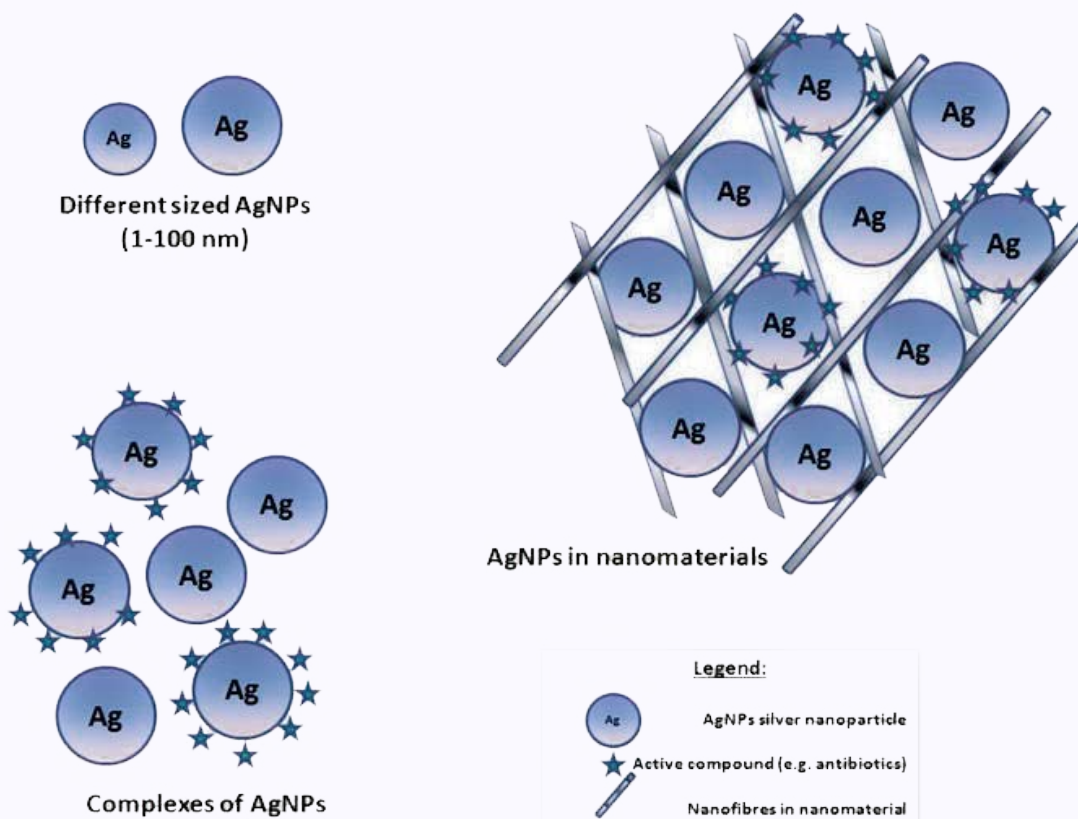 Ag
Ag
Different sized AgNPs
(1-100 nm)
Ag
Ag
Ag
Ag
Ag
Ag
Ag
Ag
Ag
Ag
Ag
AgNPs in nanomaterials
Ag
Ag
Ag
Ag
Ag
Ag
Complexes of AgNPs
Legend:
Ag AgNPs silver nanoparticle
Active compound (e.g. antibiotics)
Nanofibres in nanomaterial